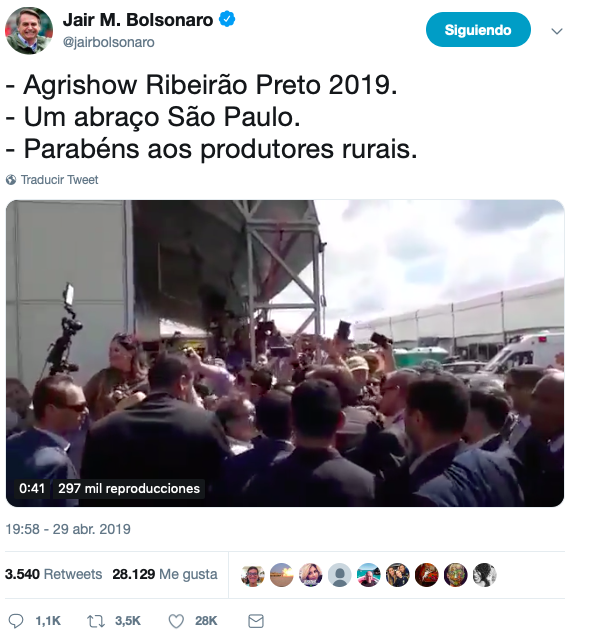 Jair M. Bolsonaro
@jairbolsonaro
Siguiendo
- Agrishow Ribeirão Preto 2019.
- Um abraço São Paulo.
- Parabéns aos produtores rurais.
Traducir Tweet
0:41 297 mil reproducciones
19:58 - 29 abr. 2019
3.540 Retweets 28.129 Me gusta
1,1K 3,5K 28K